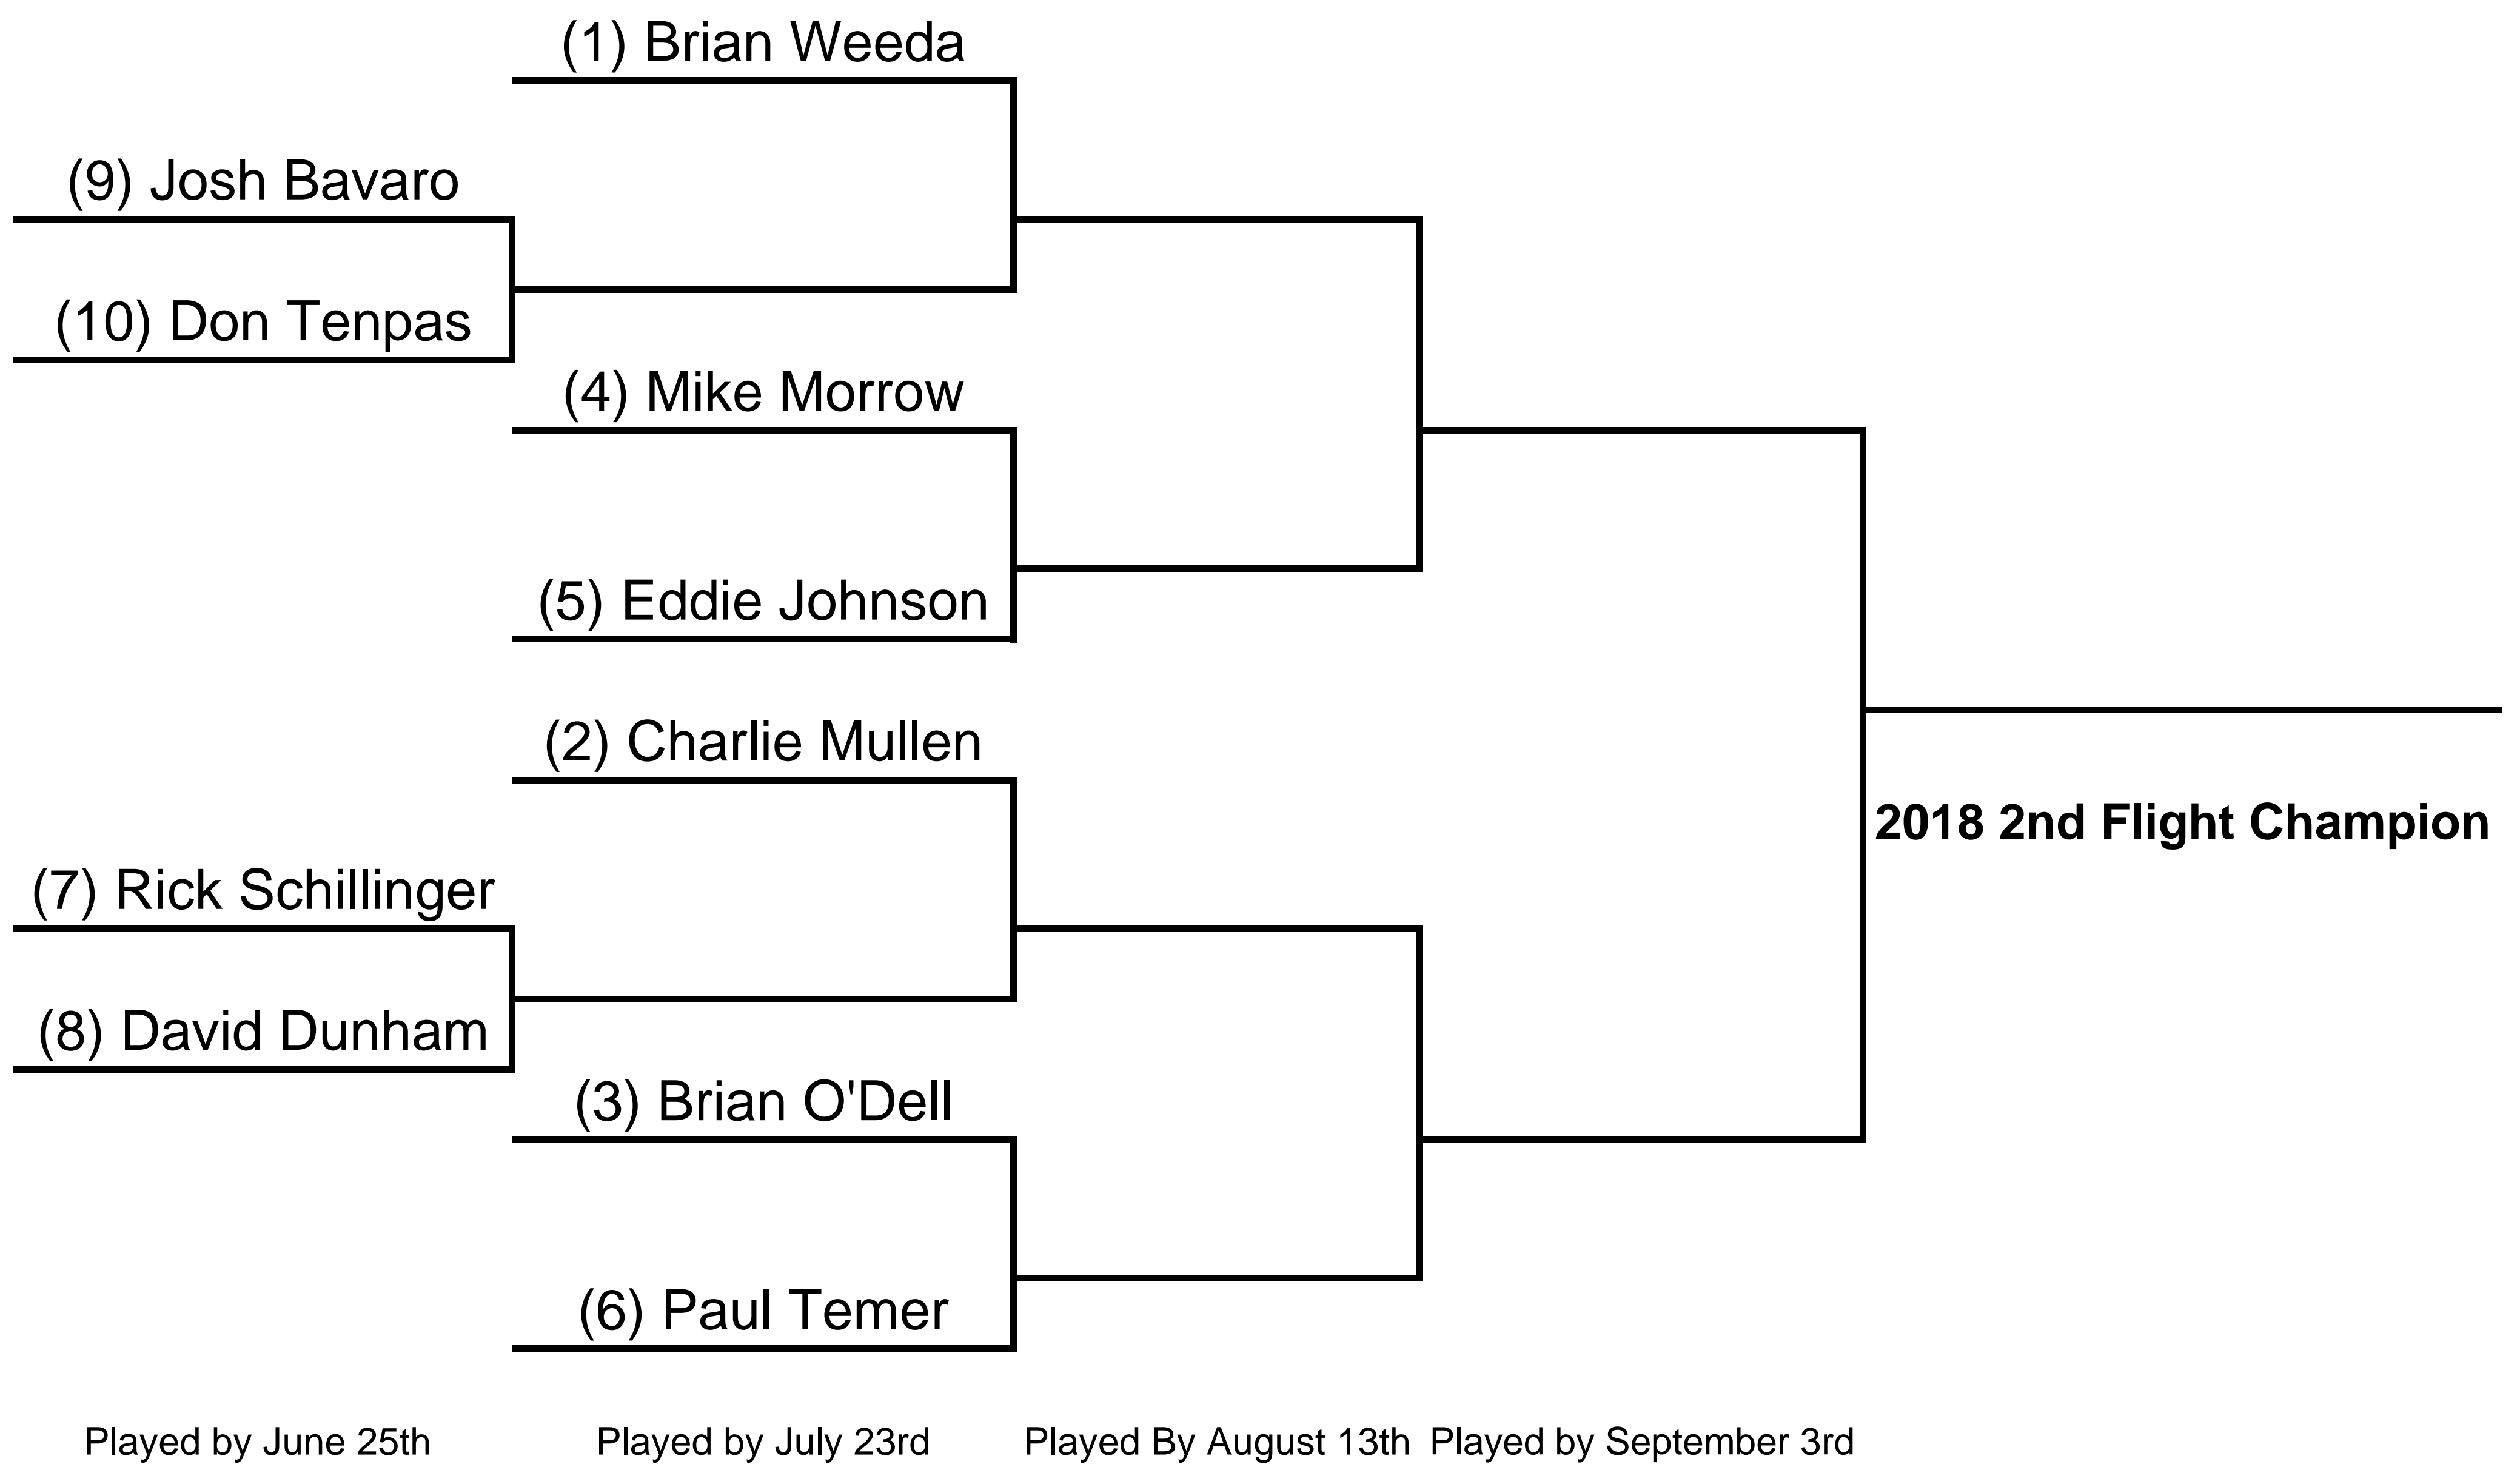 (1) Brian Weeda
(9) Josh Bavaro
(10) Don Tenpas
(4) Mike Morrow
(5) Eddie Johnson
(2) Charlie Mullen
2018 2nd Flight Champion
(7) Rick Schillinger
(8) David Dunham
(3) Brian O'Dell
(6) Paul Temer
Played by June 25th
Played by July 23rd
Played By August 13th
Played by September 3rd